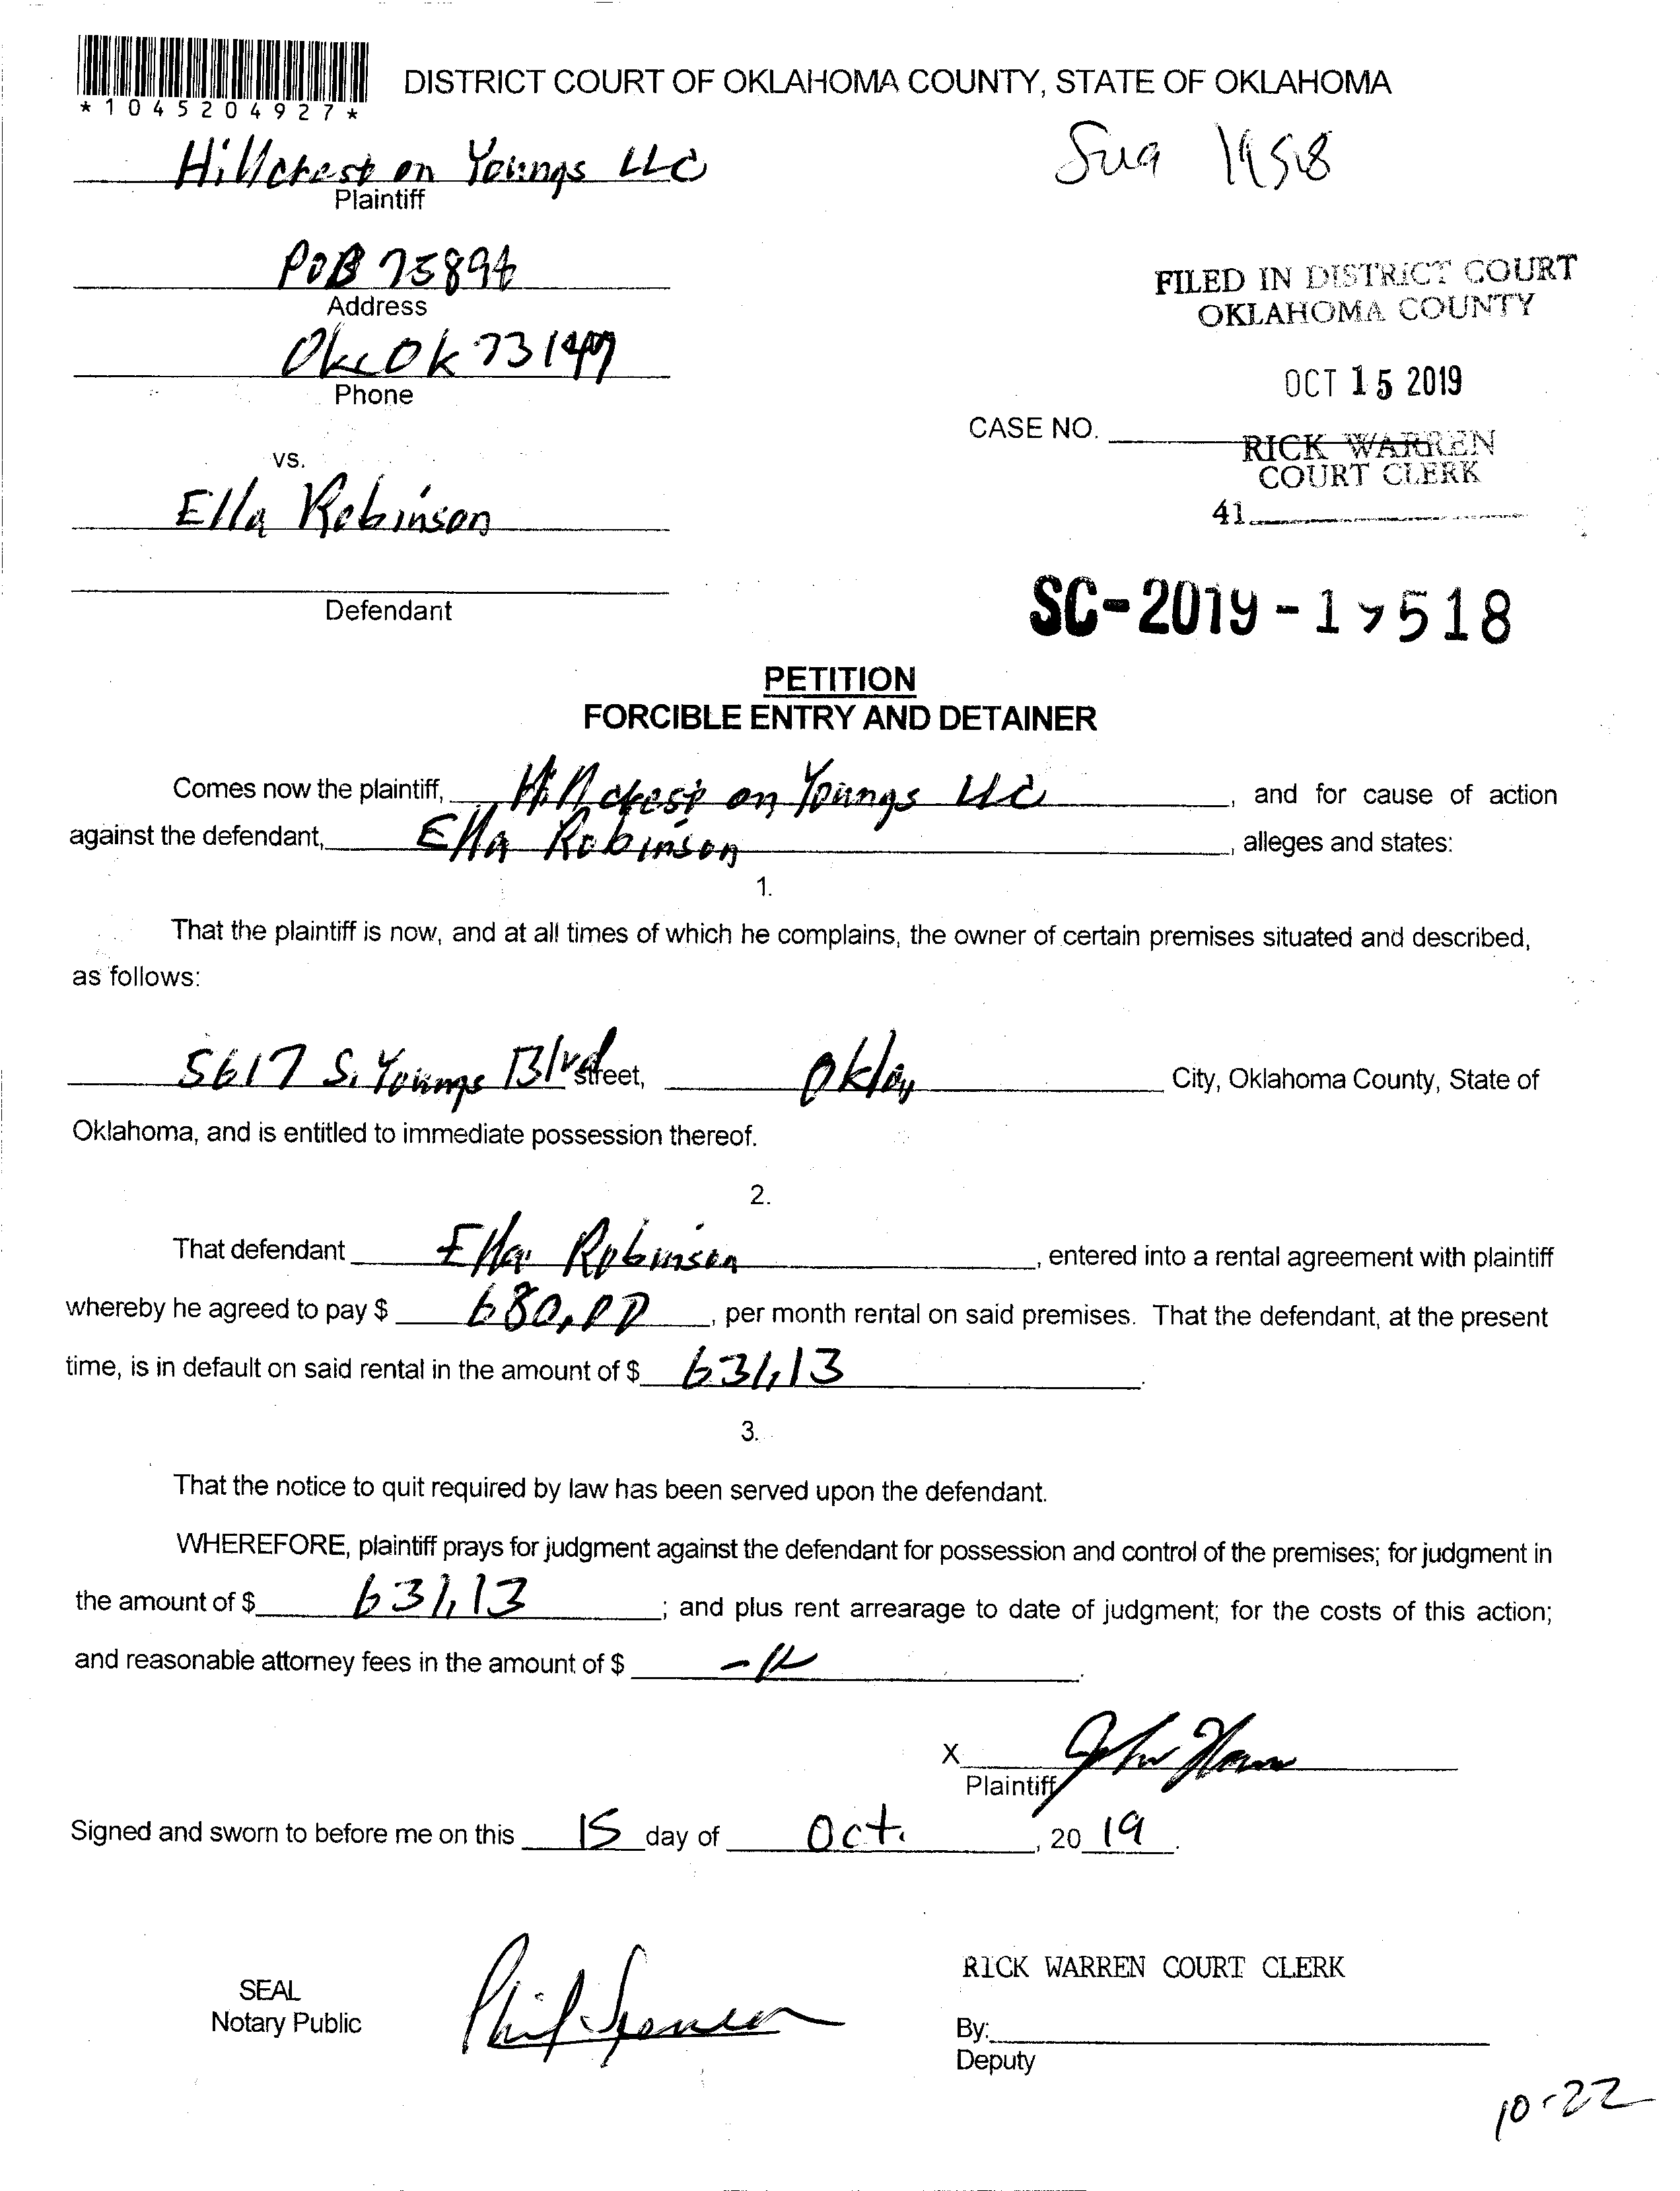 DISTRICT COURT OF OKLAHOMA COUNTY, STATE OF OKLAHOMA
*1045204927*
Hillcrest on Youngs LLC
Plaintiff
POB
Address
Okc Ok
Phone
FILED IN DISTRICT COURT
OKLAHOMA COUNTY
OCT 15 2019
CASE NO.
RICK WARREN
COURT CLERK
41
vs.
Ella Robinson
Defendant
SC-2019-17518
PETITION
FORCIBLE ENTRY AND DETAINER
Comes now the plaintiff, Hillcrest on Youngs LLC, and for cause of action
against the defendant, Ella Robinson, alleges and states:
1.
That the plaintiff is now, and at all times of which he complains, the owner of certain premises situated and described,
as follows:
5617 S. Youngs Blvd street, Okla, City, Oklahoma County, State of
Oklahoma, and is entitled to immediate possession thereof.
2.
That defendant Ella Robinson, entered into a rental agreement with plaintiff
whereby he agreed to pay $ 680.00, per month rental on said premises. That the defendant, at the present
time, is in default on said rental in the amount of $ 631.13.
3.
That the notice to quit required by law has been served upon the defendant.
WHEREFORE, plaintiff prays for judgment against the defendant for possession and control of the premises; for judgment in
the amount of $ 631.13; and plus rent arrearage to date of judgment; for the costs of this action;
and reasonable attorney fees in the amount of $
X
Plaintiff
Signed and sworn to before me on this 15 day of Oct., 2019.
SEAL
Notary Public
RICK WARREN COURT CLERK
By:
Deputy
10-22